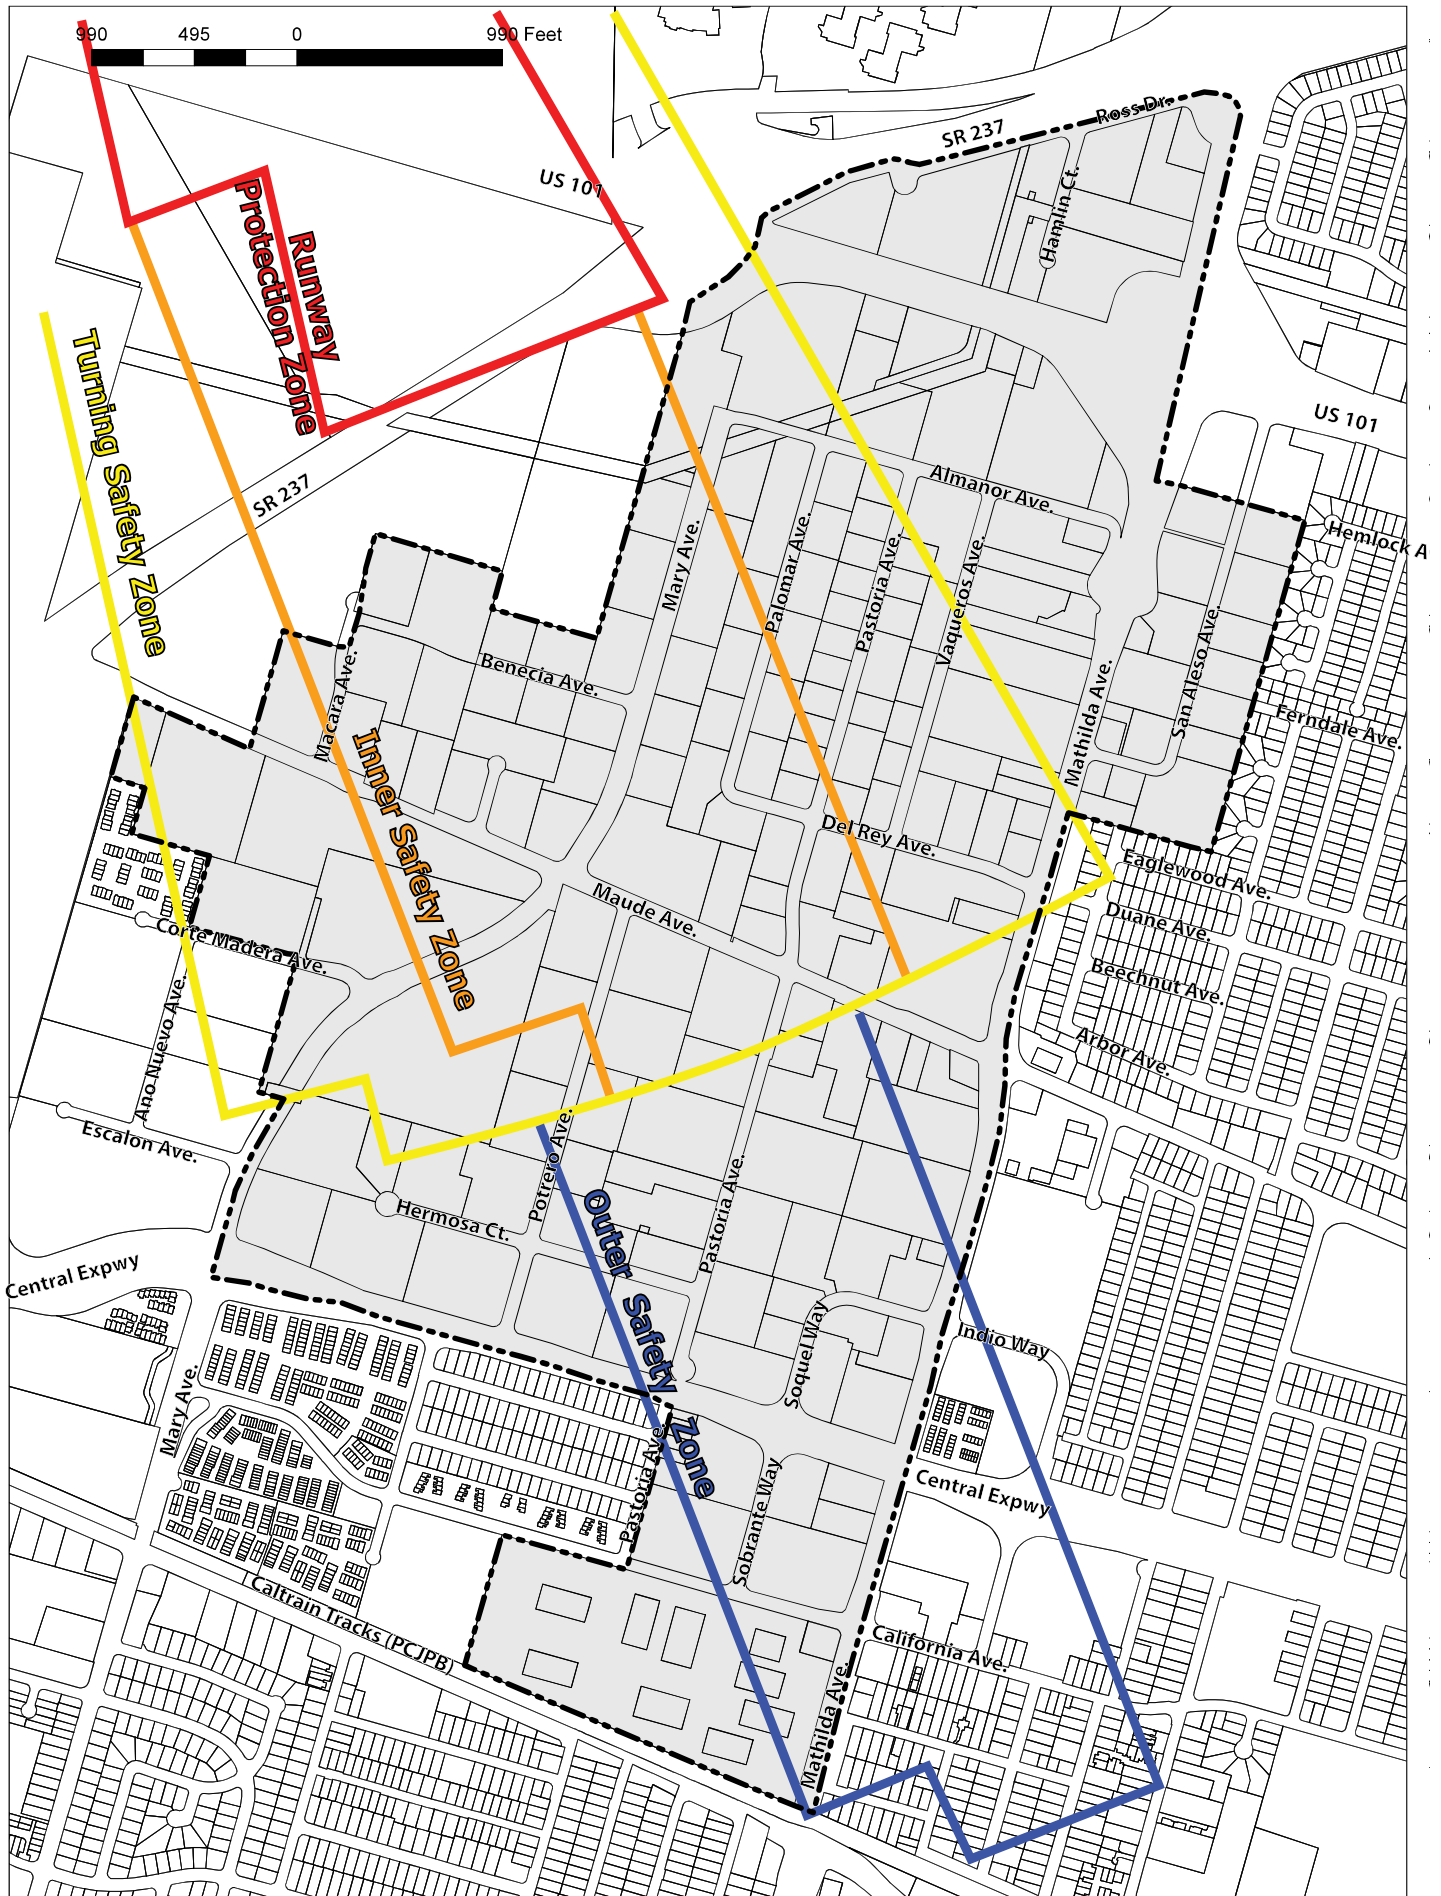 990 495 0 990 Feet
Ross Dr.
SR 237
US 101
Hamlin Ct.
Runway
Protection Zone
Turning Safety Zone
US 101
SR 237
Almanor Ave.
Mary Ave.
Palomar Ave.
Pastoria Ave.
Vaqueros Ave.
Hemlock A
San Aleso Ave.
Benecia Ave.
Macara Ave.
Mathilda Ave.
Ferndale Ave.
Inner Safety Zone
Del Rey Ave.
Eaglewood Ave.
Maude Ave.
Duane Ave.
Corte Madera Ave.
Beechnut Ave.
Ano Nuevo Ave.
Arbor Ave.
Escalon Ave.
Potrero Ave.
Hermosa Ct.
Pastoria Ave.
Outer Safety Zone
Central Expwy
Soquel Way
Indio Way
Mary Ave.
Pastoria Ave.
Sobrante Way
Central Expwy
Caltrain Tracks (PCJPB)
California Ave.
Mathilda Ave.